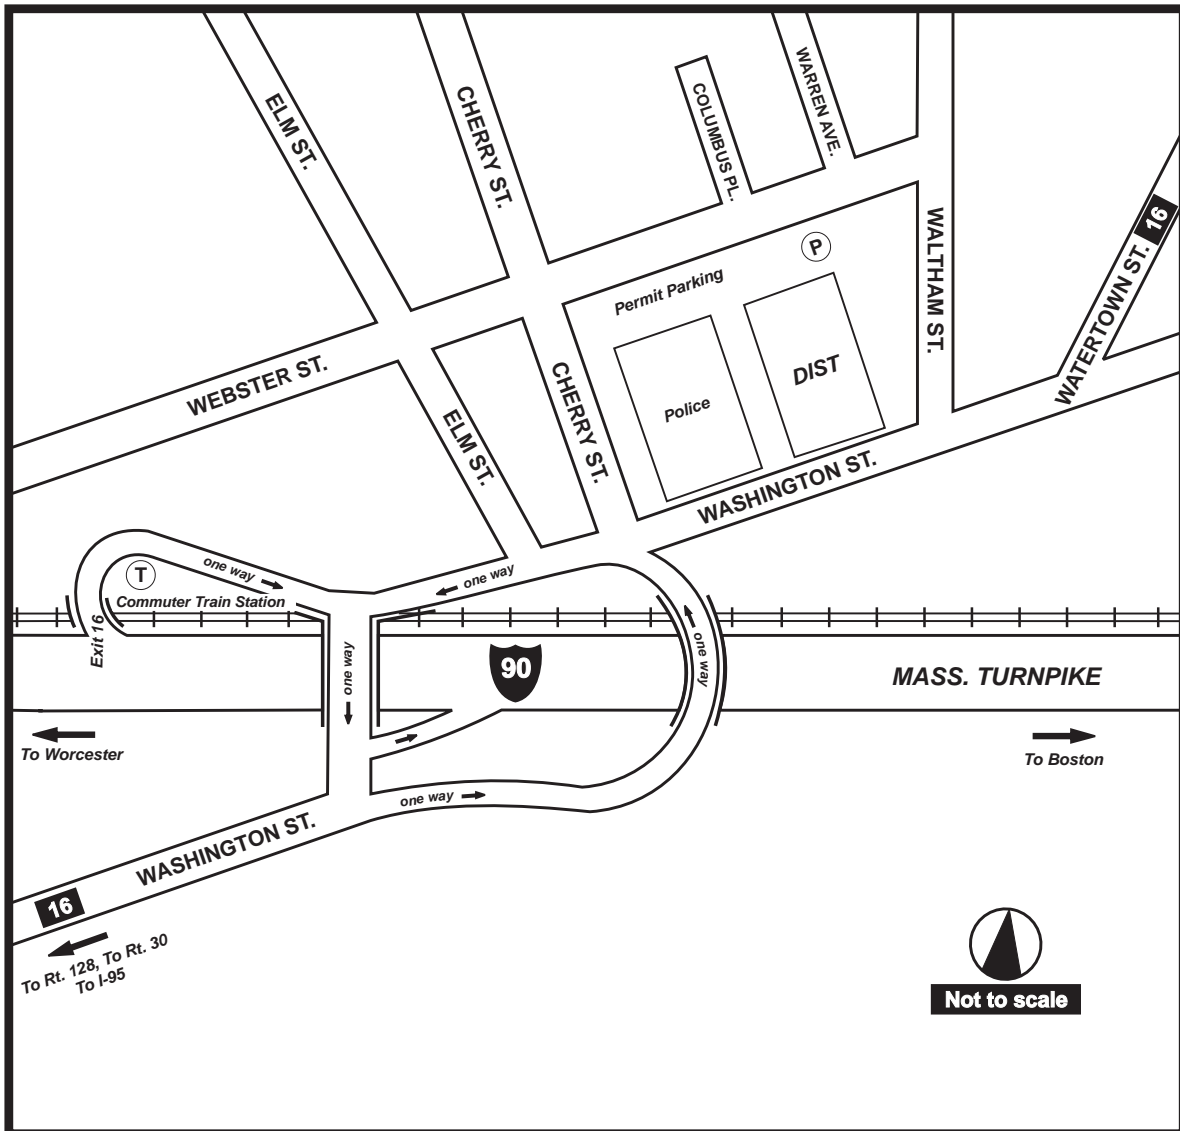 ELM ST.
CHERRY ST.
COLUMBUS PL.
WARREN AVE.
WALTHAM ST.
16
WATERTOWN ST.
P
Permit Parking
WEBSTER ST.
ELM ST.
CHERRY ST.
Police
DIST
WASHINGTON ST.
one way
T
Commuter Train Station
one way
Exit 16
one way
90
one way
MASS. TURNPIKE
To Worcester
To Boston
one way
WASHINGTON ST.
16
To Rt. 128, To Rt. 30
To I-95
Not to scale